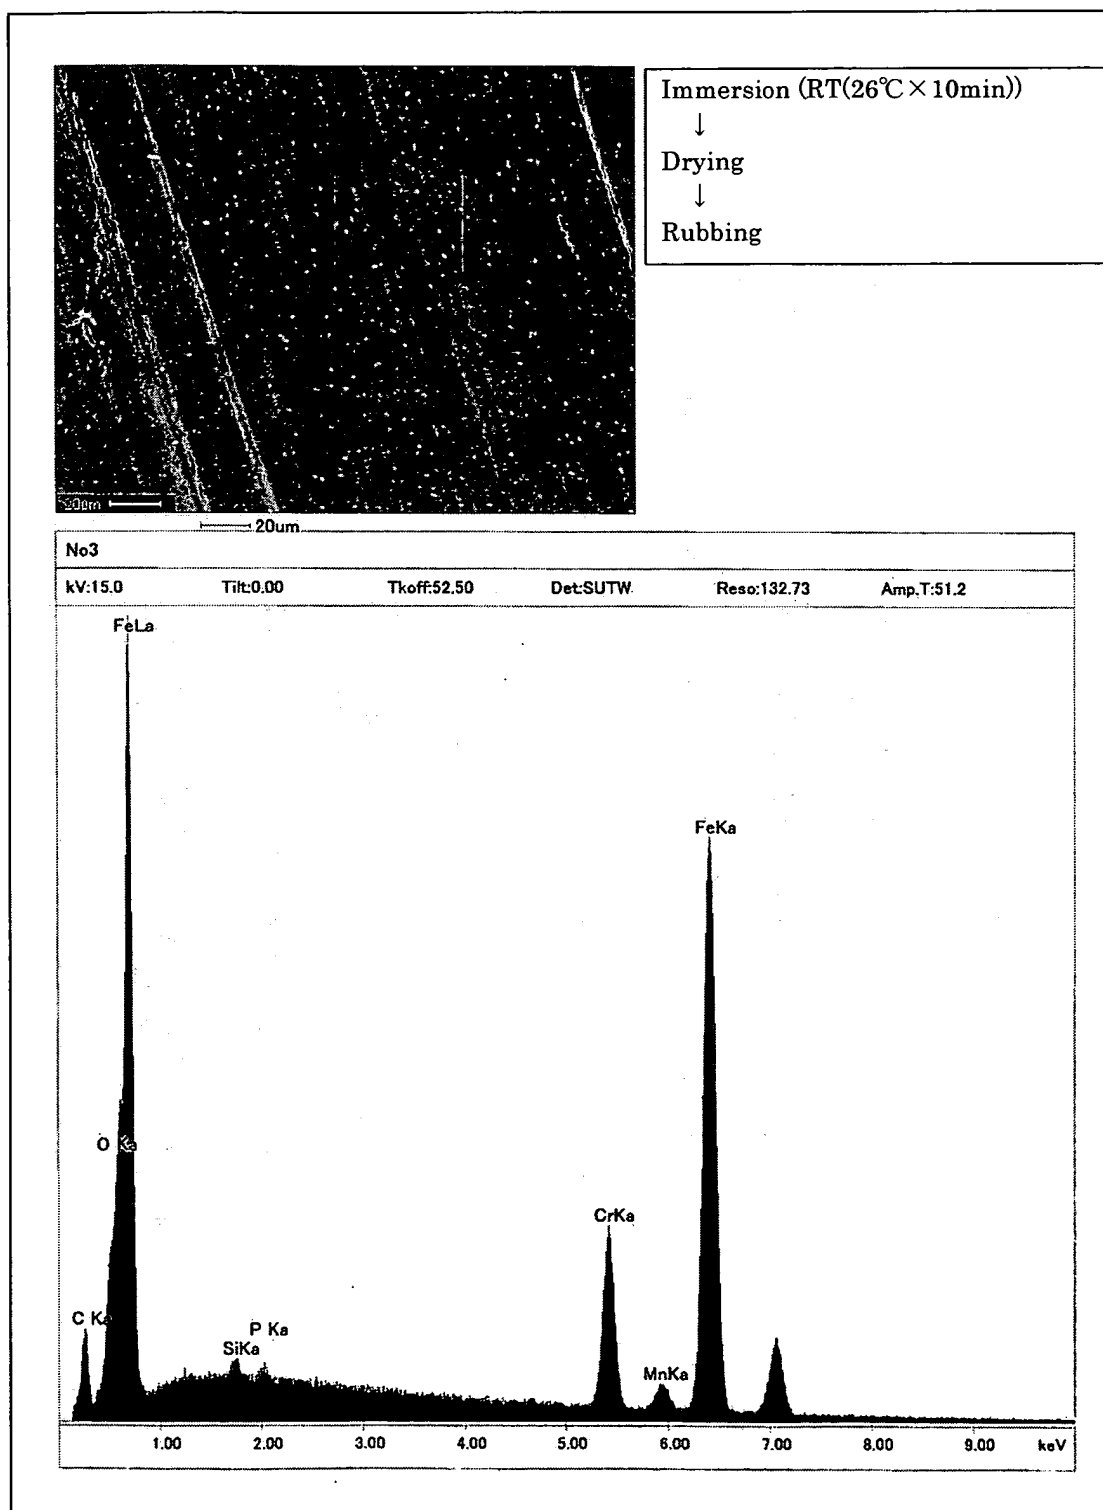 Immersion (RT(26℃×10min))
↓
Drying
↓
Rubbing
20um
20um
No3
kV:15.0 Tilt:0.00 Tkoff:52.50 Det:SUTW Reso:132.73 Amp.T:51.2
FeLa
FeKa
O Ka
CrKa
C Ka
P Ka
SiKa
MnKa
1.00 2.00 3.00 4.00 5.00 6.00 7.00 8.00 9.00 keV